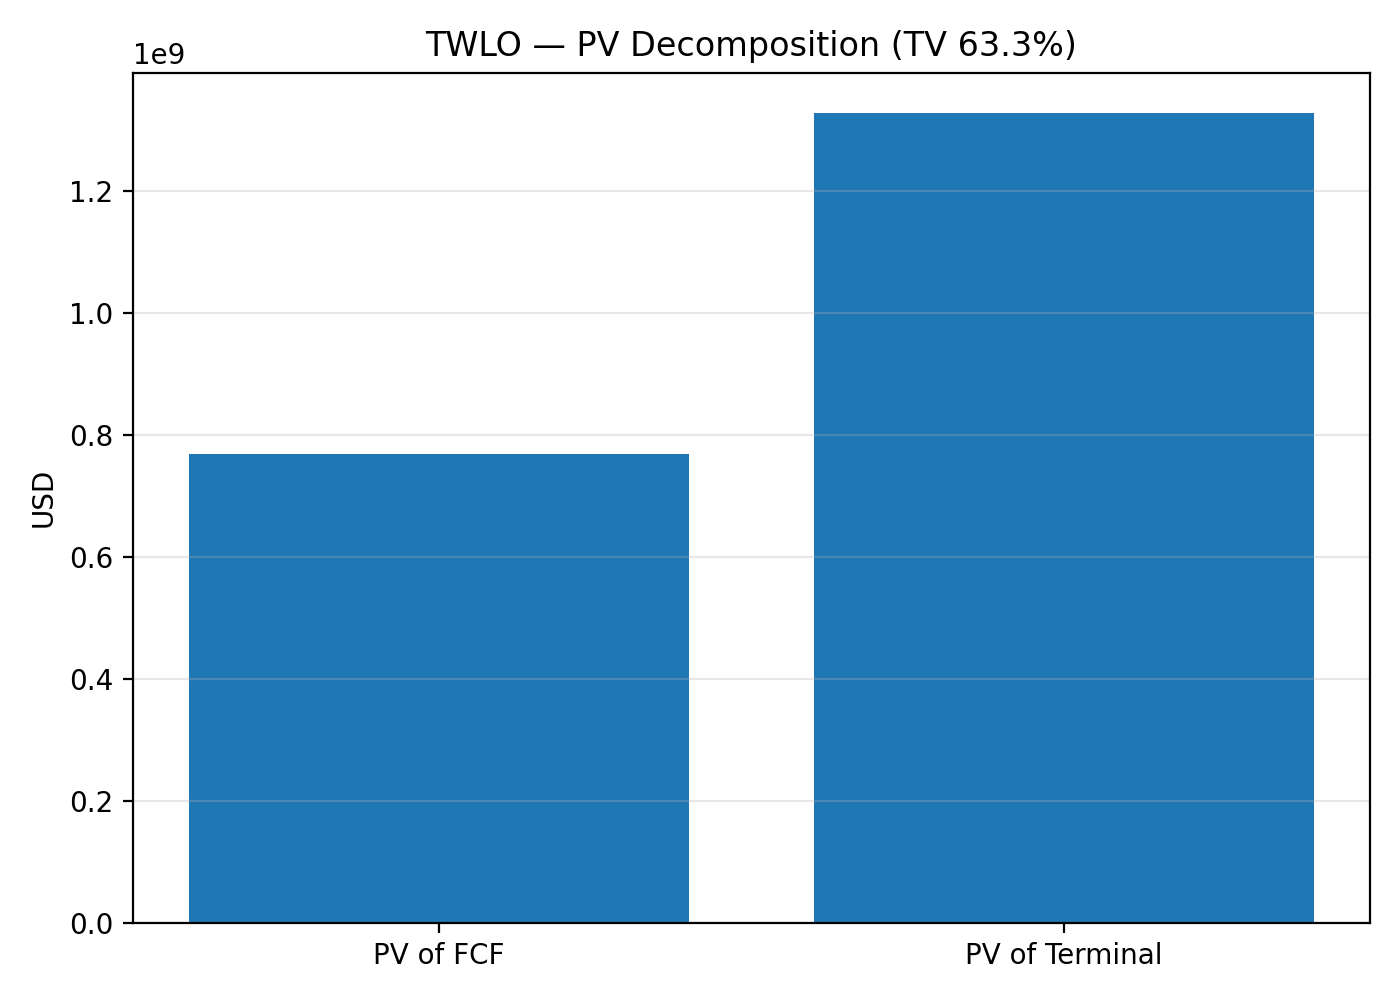 TWLO — PV Decomposition (TV 63.3%)
1e9
1.2
1.0
0.8
0.6
0.4
0.2
0.0
USD
PV of FCF
PV of Terminal